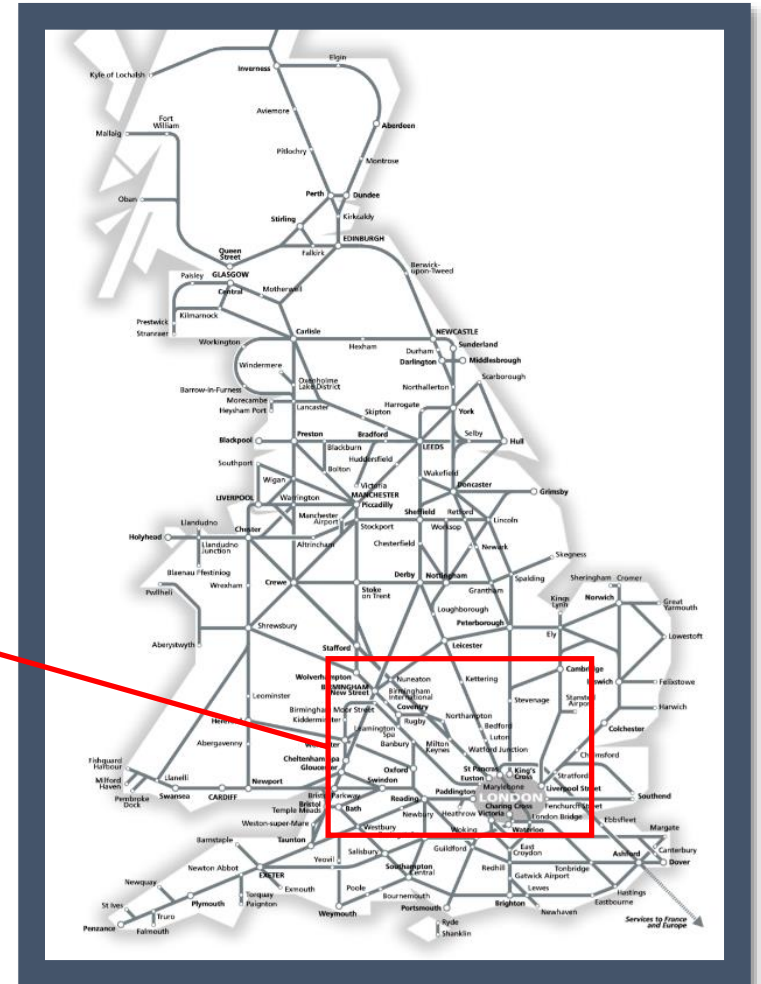 Elgin
Kyle of Lochalsh
Inverness
Aviemore
Fort
William
Mallaig
Aberdeen
Pitlochry
Montrose
Oban
Perth
Dundee
Stirling
Kirkcaldy
EDINBURGH
Queen
Street
Falkirk
Berwick-
upon-Tweed
Paisley
GLASGOW
Central
Motherwell
Prestwick
Kilmarnock
Stranraer
Carlisle
NEWCASTLE
Workington
Hexham
Sunderland
Durham
Darlington
Middlesbrough
Windermere
Scarborough
Oxenholme
Lake District
Barrow-in-Furness
Northallerton
Morecambe
Heysham Port
Lancaster
Harrogate
York
Skipton
Preston
Bradford
Selby
Blackpool
Blackburn
LEEDS
Hull
Huddersfield
Southport
Bolton
Wakefield
Wigan
Victoria
Doncaster
LIVERPOOL
Warrington
MANCHESTER
Piccadilly
Grimsby
Manchester
Airport
Sheffield
Retford
Llandudno
Stockport
Lincoln
Holyhead
Chester
Worksop
Llandudno
Junction
Altrincham
Chesterfield
Newark
Skegness
Blaenau Ffestiniog
Wrexham
Crewe
Derby
Nottingham
Spalding
Sheringham
Cromer
Pwllheli
Stoke
on Trent
Grantham
Kings
Lynn
Norwich
Great
Yarmouth
Loughborough
Shrewsbury
Peterborough
Ely
Lowestoft
Aberystwyth
Stafford
Leicester
Wolverhampton
Nuneaton
Kettering
Cambridge
BIRMINGHAM
New Street
Birmingham
International
Ipswich
Felixstowe
Leominster
Birmingham Moor Street
Coventry
Stevenage
Stansted
Airport
Harwich
Kidderminster
Rugby
Northampton
Hereford
Leamington
Spa
Bedford
Colchester
Worcester
Banbury
Milton
Keynes
Luton
Abergavenny
Watford Junction
Chelmsford
Cheltenham Spa
Gloucester
Oxford
St Pancras
King's
Cross
Fishguard
Harbour
Swindon
Euston
Stratford
Milford
Haven
Llanelli
Newport
Marylebone
Liverpool Street
Pembroke
Dock
Swansea
CARDIFF
Bristol Parkway
Reading
Paddington
LONDON
Southend
Bristol
Temple Meads
Bath
Charing Cross
Fenchurch Street
Newbury
Heathrow
Victoria
London Bridge
Ebbsfleet
Weston-super-Mare
Westbury
Woking
Waterloo
Margate
Barnstaple
Taunton
Guildford
East
Croydon
Canterbury
Yeovil
Salisbury
Ashford
Dover
Newton Abbot
Southampton
Central
Redhill
Tonbridge
EXETER
Gatwick Airport
Newquay
Exmouth
Poole
Lewes
Hastings
Torquay
Paignton
Bournemouth
Eastbourne
St Ives
Plymouth
Portsmouth
Brighton
Newhaven
Truro
Weymouth
Penzance
Falmouth
Ryde
Shanklin
Services to France
and Europe